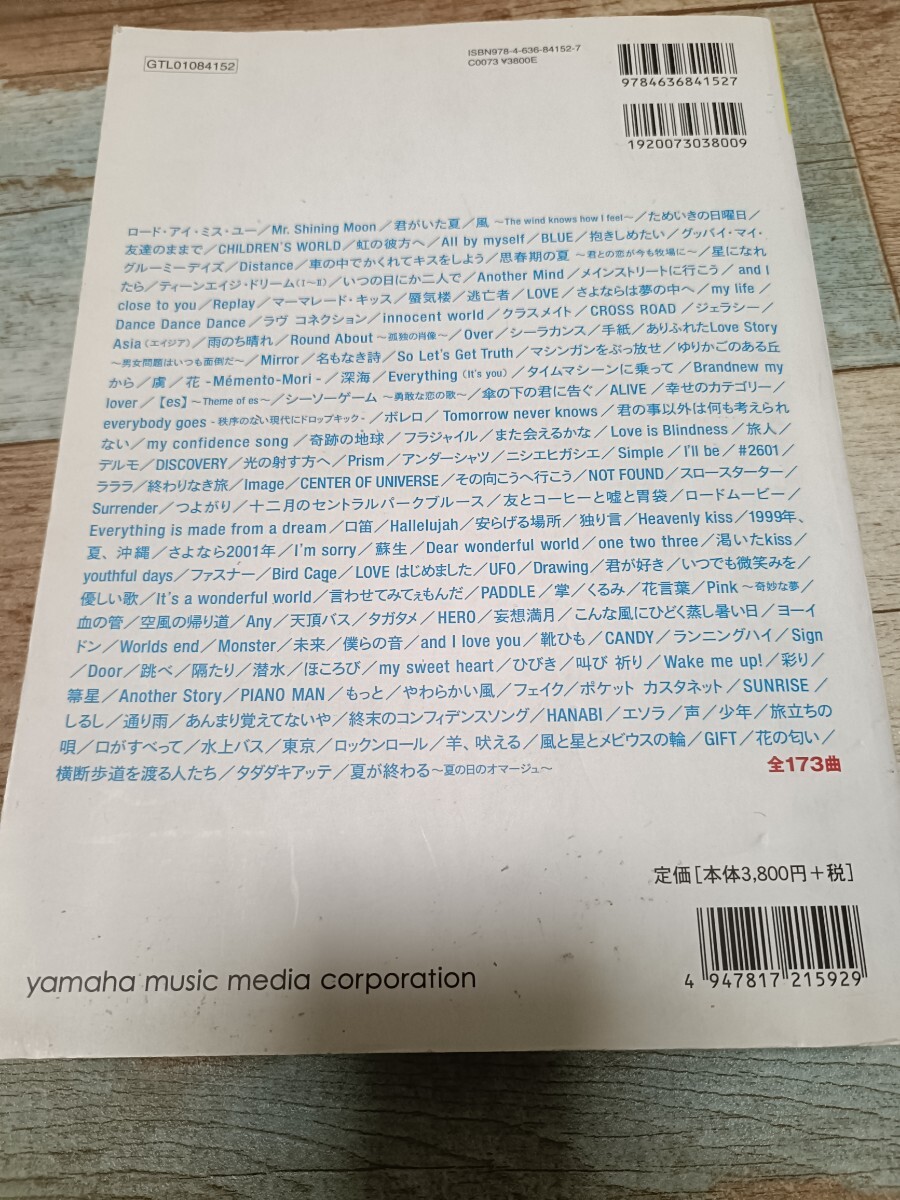 GTL01084152
ISBN978-4-636-84152-7
C0073 ¥3800E
9784636841527
1920073038009
ロード・アイ・ミス・ユー／Mr. Shining Moon／君がいた夏／風 〜The wind knows how I feel〜／ためいきの日曜日／
友達のままで／CHILDREN'S WORLD／虹の彼方へ／All by myself／BLUE／抱きしめたい／グッバイ・マイ・
グルーミーデイズ／Distance／車の中でかくれてキスをしよう／思春期の夏 〜君との恋が今も牧場に〜／星になれ
たら／ティーンエイジ・ドリーム（I〜II）／いつの日にか二人で／Another Mind／メインストリートに行こう／and I
close to you／Replay／マーマレード・キッス／蜃気楼／逃亡者／LOVE／さよならは夢の中へ／my life／
Dance Dance Dance／ラヴ コネクション／innocent world／クラスメイト／CROSS ROAD／ジェラシー／
Asia（エイジア）／雨のち晴れ／Round About 〜孤独の肖像〜／Over／シーラカンス／手紙／ありふれたLove Story
〜男女問題はいつも面倒だ〜／Mirror／名もなき詩／So Let's Get Truth／マシンガンをぶっ放せ／ゆりかごのある丘
から／虜／花 -Mémento-Mori-／深海／Everything (It's you)／タイムマシーンに乗って／Brandnew my
lover／【es】〜Theme of es〜／シーソーゲーム 〜勇敢な恋の歌〜／傘の下の君に告ぐ／ALIVE／幸せのカテゴリー／
everybody goes -秩序のない現代にドロップキック-／ボレロ／Tomorrow never knows／君の事以外は何も考えられ
ない／my confidence song／奇跡の地球／フラジャイル／また会えるかな／Love is Blindness／旅人／
デルモ／DISCOVERY／光の射す方へ／Prism／アンダーシャツ／ニシエヒガシエ／Simple／I'll be／#2601／
ラララ／終わりなき旅／Image／CENTER OF UNIVERSE／その向こうへ行こう／NOT FOUND／スロースターター／
Surrender／つよがり／十二月のセントラルパークブルース／友とコーヒーと嘘と胃袋／ロードムービー／
Everything is made from a dream／口笛／Hallelujah／安らげる場所／独り言／Heavenly kiss／1999年、
夏、沖縄／さよなら2001年／I'm sorry／蘇生／Dear wonderful world／one two three／渇いたkiss／
youthful days／ファスナー／Bird Cage／LOVE はじめました／UFO／Drawing／君が好き／いつでも微笑みを／
優しい歌／It's a wonderful world／言わせてみてぇもんだ／PADDLE／掌／くるみ／花言葉／Pink 〜奇妙な夢／
血の管／空風の帰り道／Any／天頂バス／タガタメ／HERO／妄想満月／こんな風にひどく蒸し暑い日／ヨーイ
ドン／Worlds end／Monster／未来／僕らの音／and I love you／靴ひも／CANDY／ランニングハイ／Sign
／Door／跳べ／隔たり／潜水／ほころび／my sweet heart／ひびき／叫び 祈り／Wake me up!／彩り／
箒星／Another Story／PIANO MAN／もっと／やわらかい風／フェイク／ポケット カスタネット／SUNRISE／
しるし／通り雨／あんまり覚えてないや／終末のコンフィデンスソング／HANABI／エソラ／声／少年／旅立ちの
唄／口がすべって／水上バス／東京／ロックンロール／羊、吠える／風と星とメビウスの輪／GIFT／花の匂い／
横断歩道を渡る人たち／タダダキアッテ／夏が終わる〜夏の日のオマージュ〜 全173曲
定価［本体3,800円＋税］
yamaha music media corporation
4 947817 215929